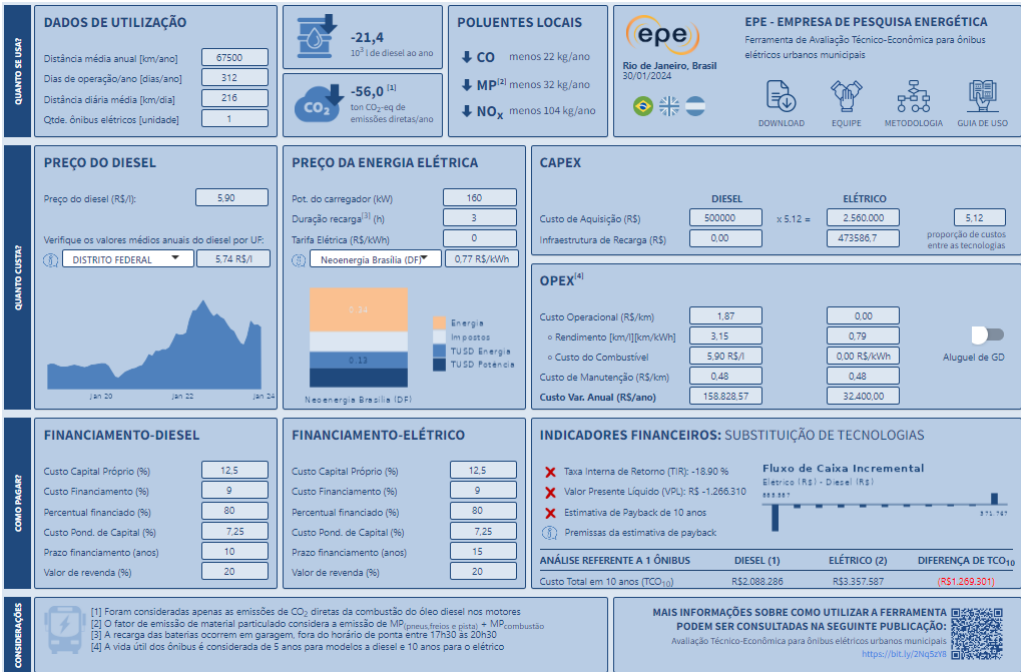 QUANTO SE USA?
DADOS DE UTILIZAÇÃO
Distância média anual [km/ano] 67500
Dias de operação/ano [dias/ano] 312
Distância diária média [km/dia] 216
Qtde. ônibus elétricos [unidade] 1
-21,4
10³ l de diesel ao ano
CO₂
-56,0 [1]
ton CO₂-eq de
emissões diretas/ano
POLUENTES LOCAIS
CO menos 22 kg/ano
MP[2] menos 32 kg/ano
NOₓ menos 104 kg/ano
epe
Rio de Janeiro, Brasil
30/01/2024
EPE - EMPRESA DE PESQUISA ENERGÉTICA
Ferramenta de Avaliação Técnico-Econômica para ônibus
elétricos urbanos municipais
DOWNLOAD EQUIPE METODOLOGIA GUIA DE USO
QUANTO CUSTA?
PREÇO DO DIESEL
Preço do diesel (R$/l): 5,90
Verifique os valores médios anuais do diesel por UF:
DISTRITO FEDERAL 5,74 R$/l
Jan 20 Jan 22 Jan 24
PREÇO DA ENERGIA ELÉTRICA
Pot. do carregador (kW) 160
Duração recarga[3] (h) 3
Tarifa Elétrica (R$/kWh) 0
Neoenergia Brasília (DF) 0,77 R$/kWh
0.34
0.13
Energia
Impostos
TUSD Energia
TUSD Potência
Neoenergia Brasília (DF)
CAPEX
DIESEL ELÉTRICO
Custo de Aquisição (R$) 500000 x 5.12 = 2.560.000 5,12
Infraestrutura de Recarga (R$) 0,00 473586,7
proporção de custos
entre as tecnologias
OPEX[4]
Custo Operacional (R$/km) 1,87 0,00
Rendimento [km/l][km/kWh] 3,15 0,79
Custo do Combustível 5,90 R$/l 0,00 R$/kWh
Custo de Manutenção (R$/km) 0,48 0,48
Custo Var. Anual (R$/ano) 158.828,57 32.400,00
Aluguel de GD
COMO PAGAR?
FINANCIAMENTO-DIESEL
Custo Capital Próprio (%) 12,5
Custo Financiamento (%) 9
Percentual financiado (%) 80
Custo Pond. de Capital (%) 7,25
Prazo financiamento (anos) 10
Valor de revenda (%) 20
FINANCIAMENTO-ELÉTRICO
Custo Capital Próprio (%) 12,5
Custo Financiamento (%) 9
Percentual financiado (%) 80
Custo Pond. de Capital (%) 7,25
Prazo financiamento (anos) 15
Valor de revenda (%) 20
INDICADORES FINANCEIROS: SUBSTITUIÇÃO DE TECNOLOGIAS
Taxa Interna de Retorno (TIR): -18.90 %
Valor Presente Líquido (VPL): R$ -1.266.310
Estimativa de Payback de 10 anos
Premissas da estimativa de payback
Fluxo de Caixa Incremental
Elétrico (R$) - Diesel (R$)
ANÁLISE REFERENTE A 1 ÔNIBUS DIESEL (1) ELÉTRICO (2) DIFERENÇA DE TCO₁₀
Custo Total em 10 anos (TCO₁₀) R$2.088.286 R$3.357.587 (R$1.269.301)
CONSIDERAÇÕES
[1] Foram consideradas apenas as emissões de CO₂ diretas da combustão do óleo diesel nos motores
[2] O fator de emissão de material particulado considera a emissão de MP(pneus,freios e pista) + MPcombustão
[3] A recarga das baterias ocorrem em garagem, fora do horário de ponta entre 17h30 às 20h30
[4] A vida útil dos ônibus é considerada de 5 anos para modelos a diesel e 10 anos para o elétrico
MAIS INFORMAÇÕES SOBRE COMO UTILIZAR A FERRAMENTA
PODEM SER CONSULTADAS NA SEGUINTE PUBLICAÇÃO:
Avaliação Técnico-Econômica para ônibus elétricos urbanos municipais
https://bit.ly/2Nq5zY8